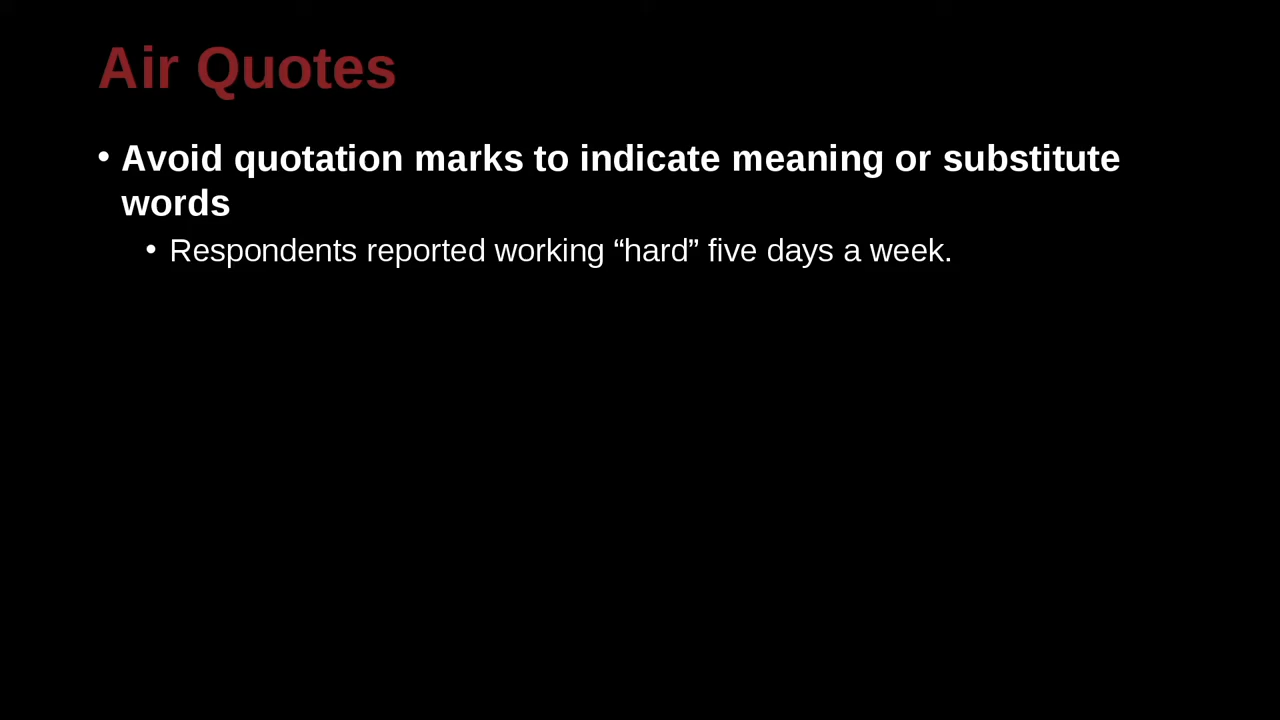 Air Quotes
• Avoid quotation marks to indicate meaning or substitute
words
• Respondents reported working “hard” five days a week.